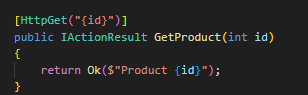 [HttpGet("{id}")]
public IActionResult GetProduct(int id)
{
    return Ok($"Product {id}");
}